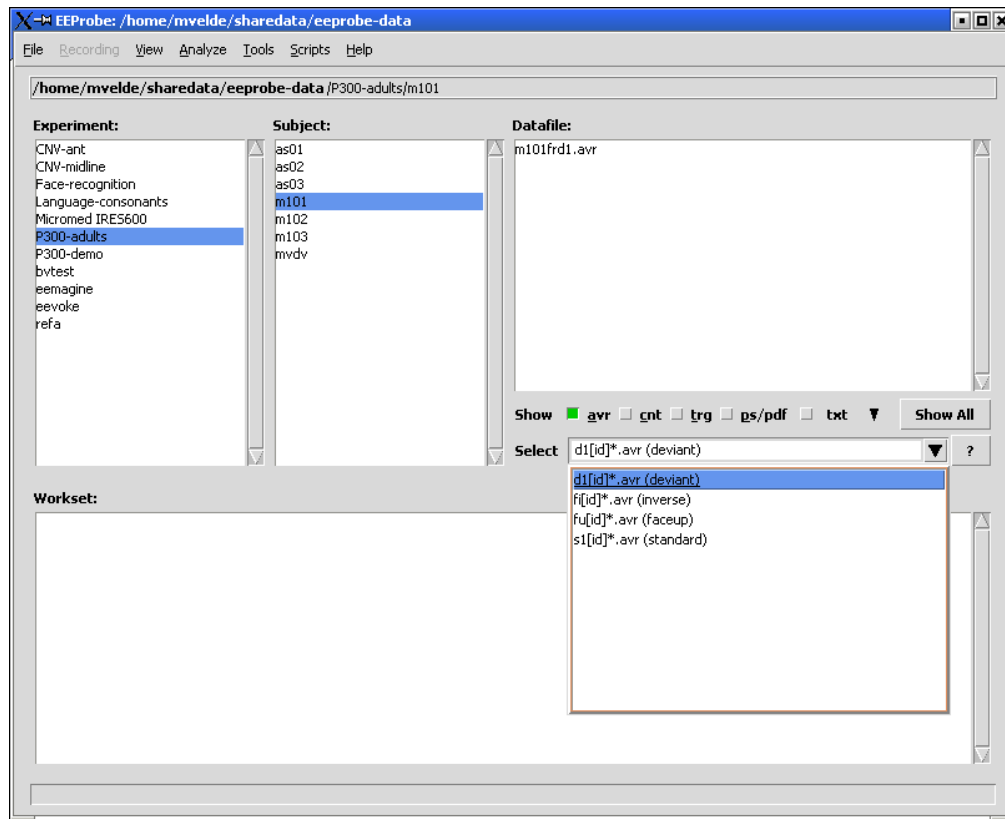 EEProbe: /home/mvelde/sharedata/eeprobe-data
File Recording View Analyze Tools Scripts Help
/home/mvelde/sharedata/eeprobe-data /P300-adults/m101
Experiment: Subject: Datafile:
CNV-ant as01 m101frd1.avr
CNV-midline as02
Face-recognition as03
Language-consonants m101
Micromed IRES600 m102
P300-adults m103
P300-demo mvdv
bvtest
eemagine
eevoke
refa
Show avr cnt trg ps/pdf txt Show All
Select d1[id]*.avr (deviant) ?
d1[id]*.avr (deviant)
fi[id]*.avr (inverse)
fu[id]*.avr (faceup)
s1[id]*.avr (standard)
Workset: